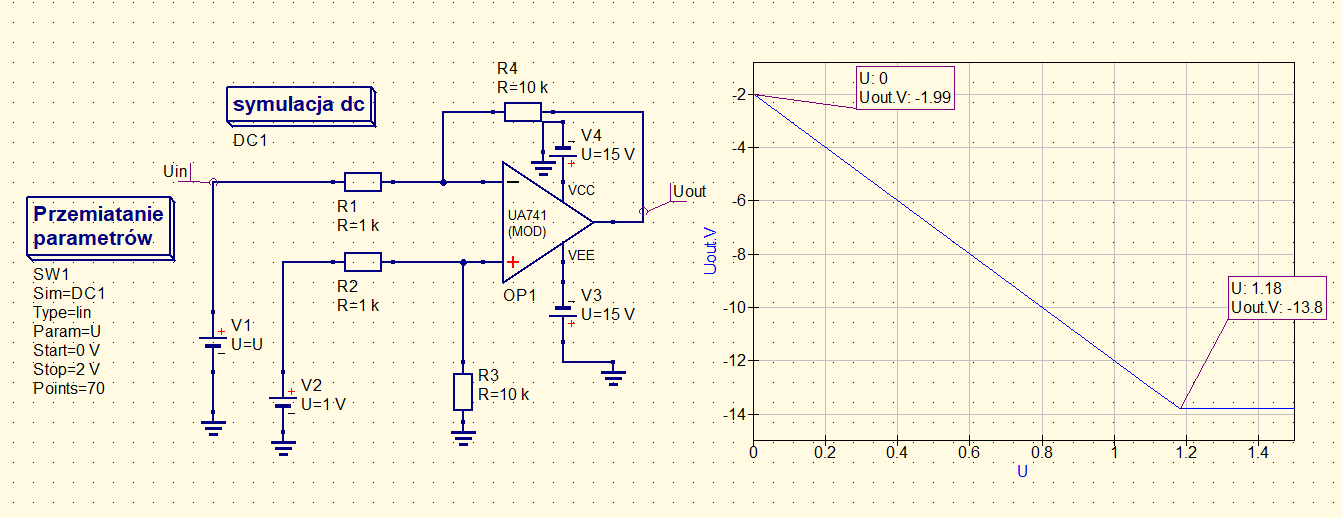 symulacja dc
DC1
Uin
Przemiatanie
parametrów
SW1
Sim=DC1
Type=lin
Param=U
Start=0 V
Stop=2 V
Points=70
V1
U=U
+
−
V2
U=1 V
+
−
R1
R=1 k
R2
R=1 k
R3
R=10 k
R4
R=10 k
V4
U=15 V
−
+
VCC
UA741
(MOD)
−
+
VEE
OP1
V3
U=15 V
−
+
Uout
U: 0
Uout.V: -1.99
U: 1.18
Uout.V: -13.8
Uout.V
-2
-4
-6
-8
-10
-12
-14
0 0.2 0.4 0.6 0.8 1 1.2 1.4
U